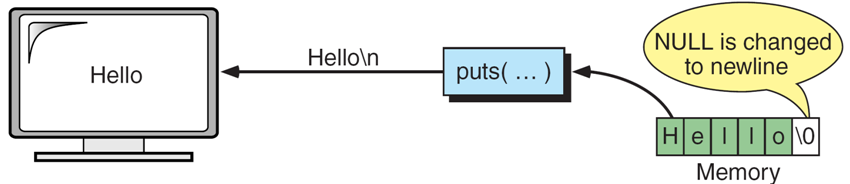 Hello
Hello\n
puts( … )
NULL is changed
to newline
H e l l o \0
Memory